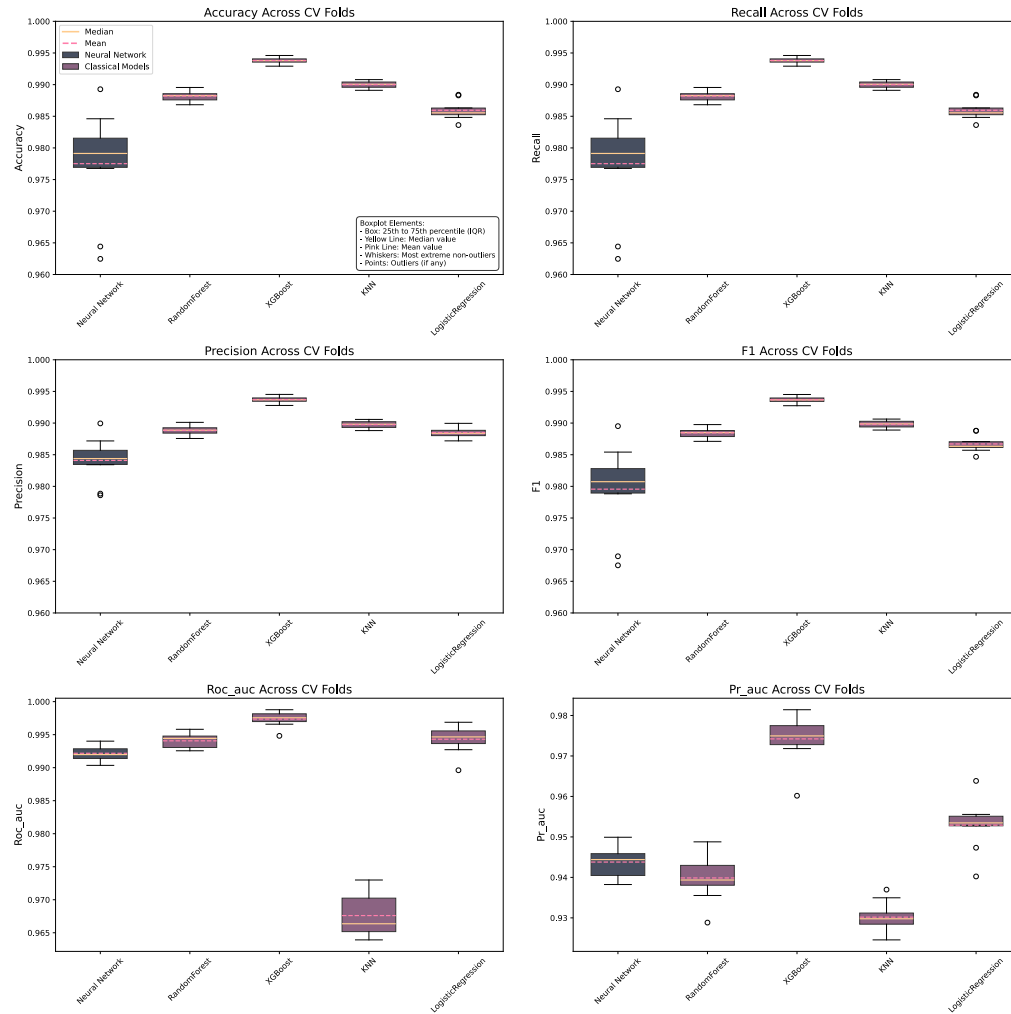 Accuracy Across CV Folds
Accuracy
1.000
0.995
0.990
0.985
0.980
0.975
0.970
0.965
0.960
Median
Mean
Neural Network
Classical Models
Boxplot Elements:
- Box: 25th to 75th percentile (IQR)
- Yellow Line: Median value
- Pink Line: Mean value
- Whiskers: Most extreme non-outliers
- Points: Outliers (if any)
Neural Network
RandomForest
XGBoost
KNN
LogisticRegression
Recall Across CV Folds
Recall
1.000
0.995
0.990
0.985
0.980
0.975
0.970
0.965
0.960
Neural Network
RandomForest
XGBoost
KNN
LogisticRegression
Precision Across CV Folds
Precision
1.000
0.995
0.990
0.985
0.980
0.975
0.970
0.965
0.960
Neural Network
RandomForest
XGBoost
KNN
LogisticRegression
F1 Across CV Folds
F1
1.000
0.995
0.990
0.985
0.980
0.975
0.970
0.965
0.960
Neural Network
RandomForest
XGBoost
KNN
LogisticRegression
Roc_auc Across CV Folds
Roc_auc
1.000
0.995
0.990
0.985
0.980
0.975
0.970
0.965
Neural Network
RandomForest
XGBoost
KNN
LogisticRegression
Pr_auc Across CV Folds
Pr_auc
0.98
0.97
0.96
0.95
0.94
0.93
Neural Network
RandomForest
XGBoost
KNN
LogisticRegression